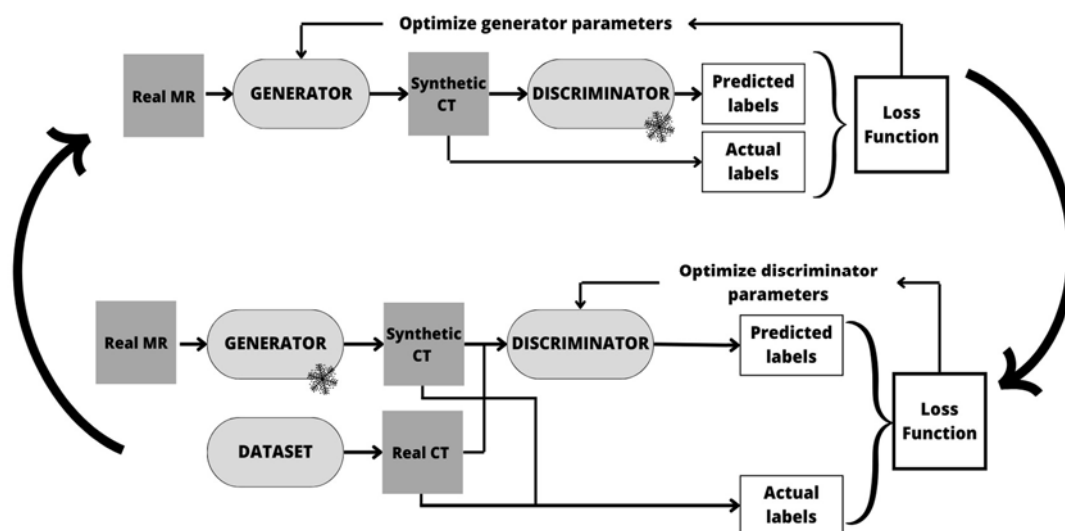 Optimize generator parameters
Real MR
GENERATOR
Synthetic
CT
DISCRIMINATOR
Predicted
labels
Actual
labels
Loss
Function
Optimize discriminator
parameters
Real MR
GENERATOR
Synthetic
CT
DISCRIMINATOR
Predicted
labels
Loss
Function
DATASET
Real CT
Actual
labels